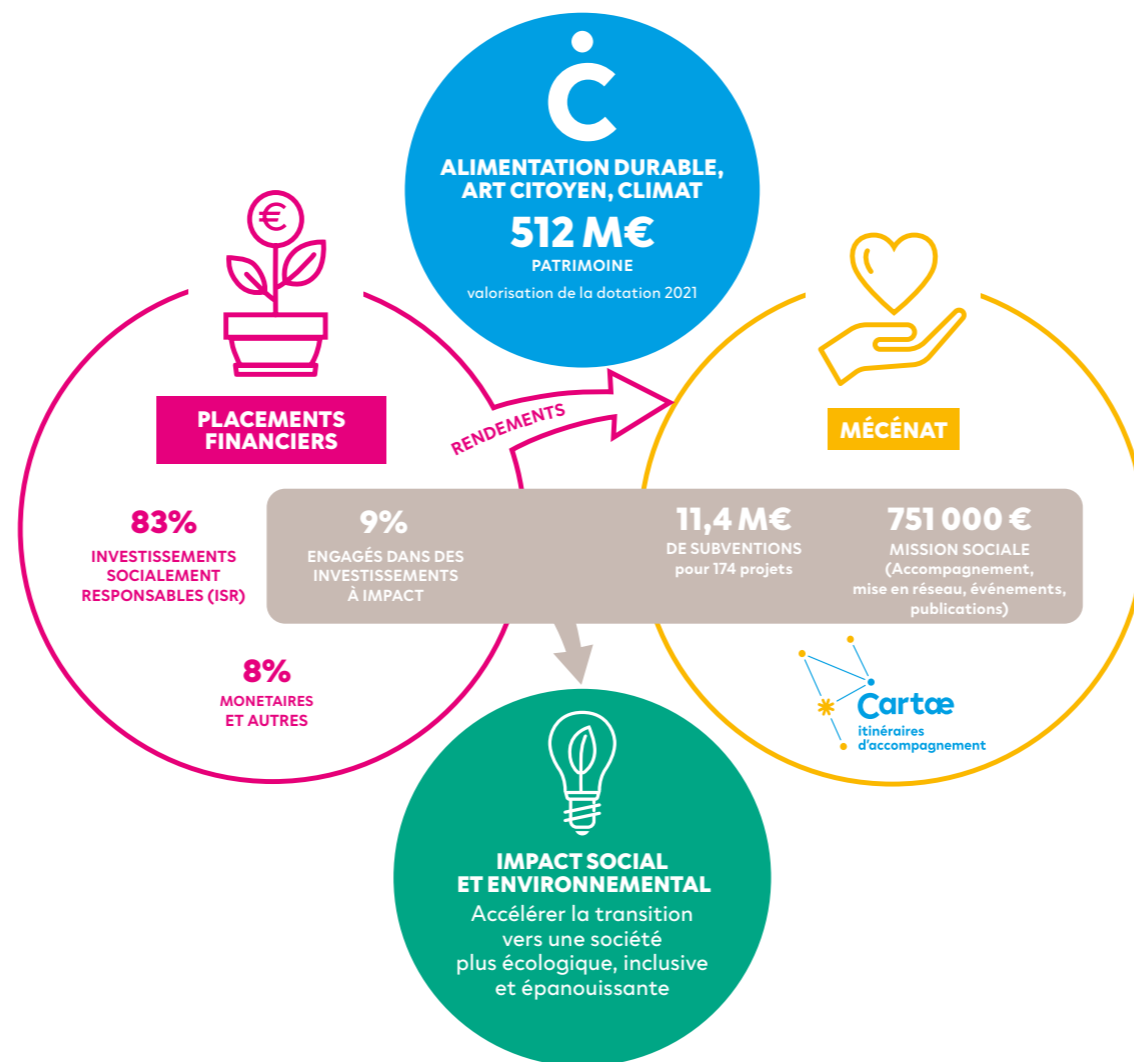 Ċ
ALIMENTATION DURABLE,
ART CITOYEN, CLIMAT
512 M€
PATRIMOINE
valorisation de la dotation 2021
€
PLACEMENTS
FINANCIERS
RENDEMENTS
MÉCÉNAT
83%
INVESTISSEMENTS
SOCIALEMENT
RESPONSABLES (ISR)
9%
ENGAGÉS DANS DES
INVESTISSEMENTS
À IMPACT
11,4 M€
DE SUBVENTIONS
pour 174 projets
751 000 €
MISSION SOCIALE
(Accompagnement,
mise en réseau, événements,
publications)
8%
MONETAIRES
ET AUTRES
Cartæ
itinéraires
d'accompagnement
IMPACT SOCIAL
ET ENVIRONNEMENTAL
Accélérer la transition
vers une société
plus écologique, inclusive
et épanouissante